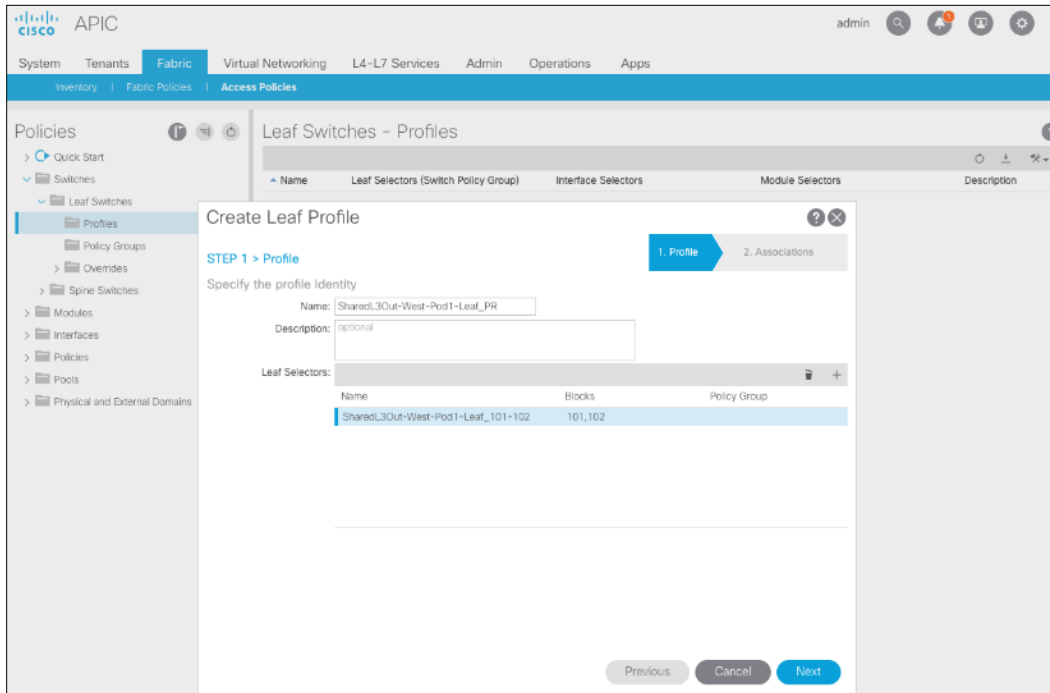 cisco APIC admin 1
System Tenants Fabric Virtual Networking L4-L7 Services Admin Operations Apps
Inventory | Fabric Policies | Access Policies
Policies
Quick Start
Switches
Leaf Switches
Profiles
Policy Groups
Overrides
Spine Switches
Modules
Interfaces
Policies
Pools
Physical and External Domains
Leaf Switches - Profiles
Name Leaf Selectors (Switch Policy Group) Interface Selectors Module Selectors Description
Create Leaf Profile
STEP 1 > Profile
1. Profile 2. Associations
Specify the profile Identity
Name: SharedL3Out-West-Pod1-Leaf_PR
Description: optional
Leaf Selectors:
Name Blocks Policy Group
SharedL3Out-West-Pod1-Leaf_101-102 101,102
Previous Cancel Next